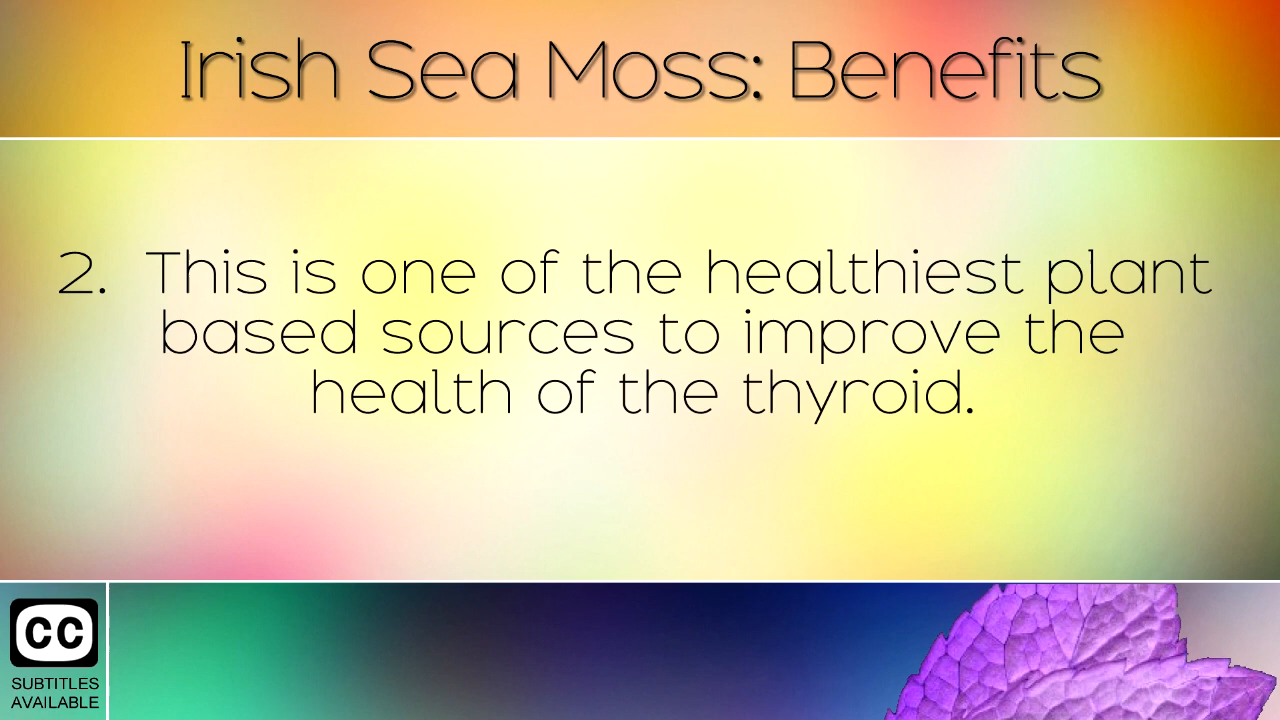 Irish Sea Moss: Benefits
2. This is one of the healthiest plant
based sources to improve the
health of the thyroid.
CC
SUBTITLES
AVAILABLE